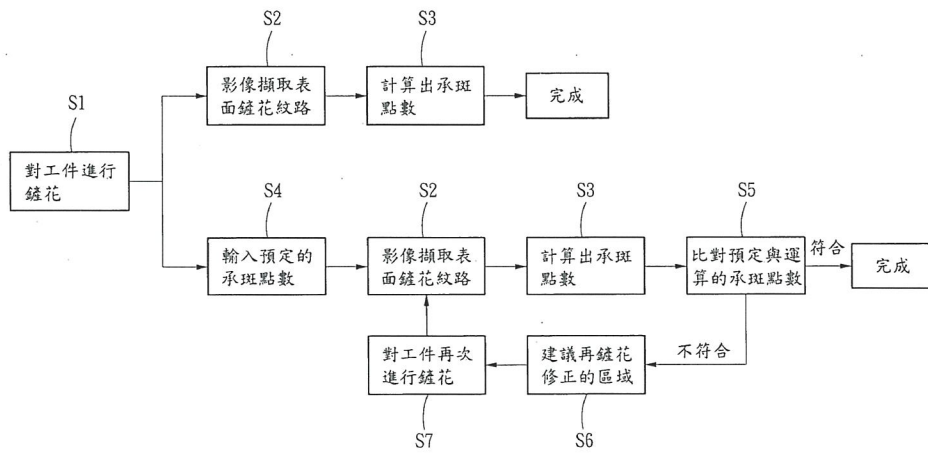 S2
S3
影像擷取表
面鏟花紋路
計算出承斑
點數
完成
S1
對工件進行
鏟花
S4
S2
S3
S5
輸入預定的
承斑點數
影像擷取表
面鏟花紋路
計算出承斑
點數
比對預定與運
算的承斑點數
符合
完成
不符合
對工件再次
進行鏟花
建議再鏟花
修正的區域
S7
S6